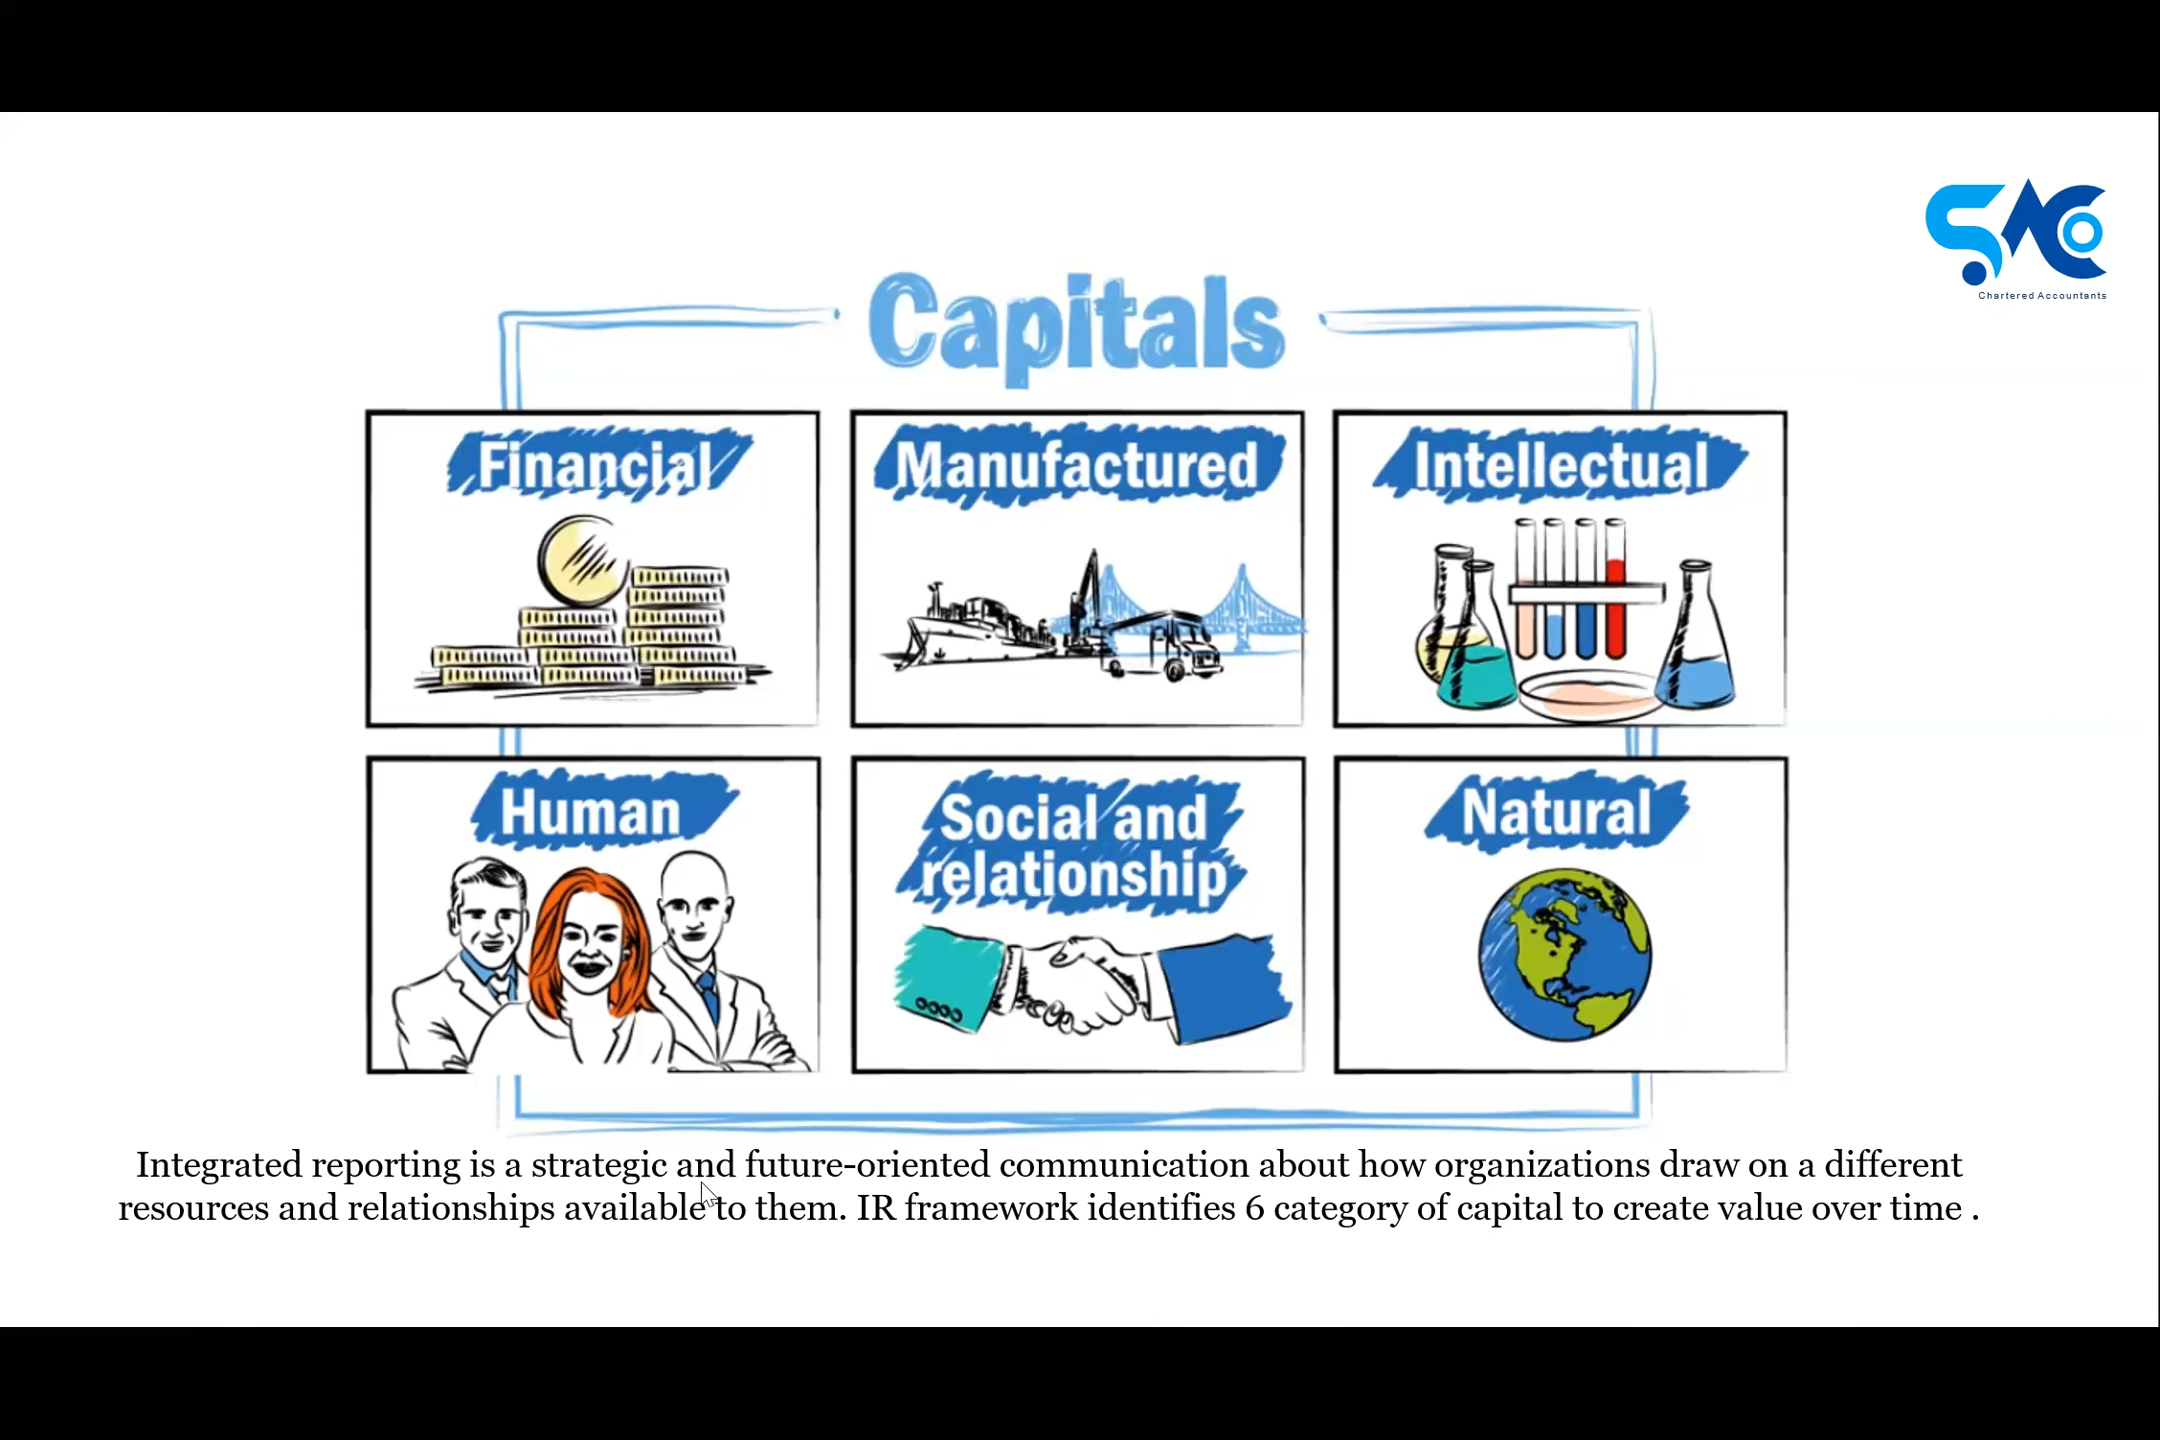 SACo
Chartered Accountants
Capitals
Financial
Manufactured
Intellectual
Human
Social and
relationship
Natural
Integrated reporting is a strategic and future-oriented communication about how organizations draw on a different
resources and relationships available to them. IR framework identifies 6 category of capital to create value over time .